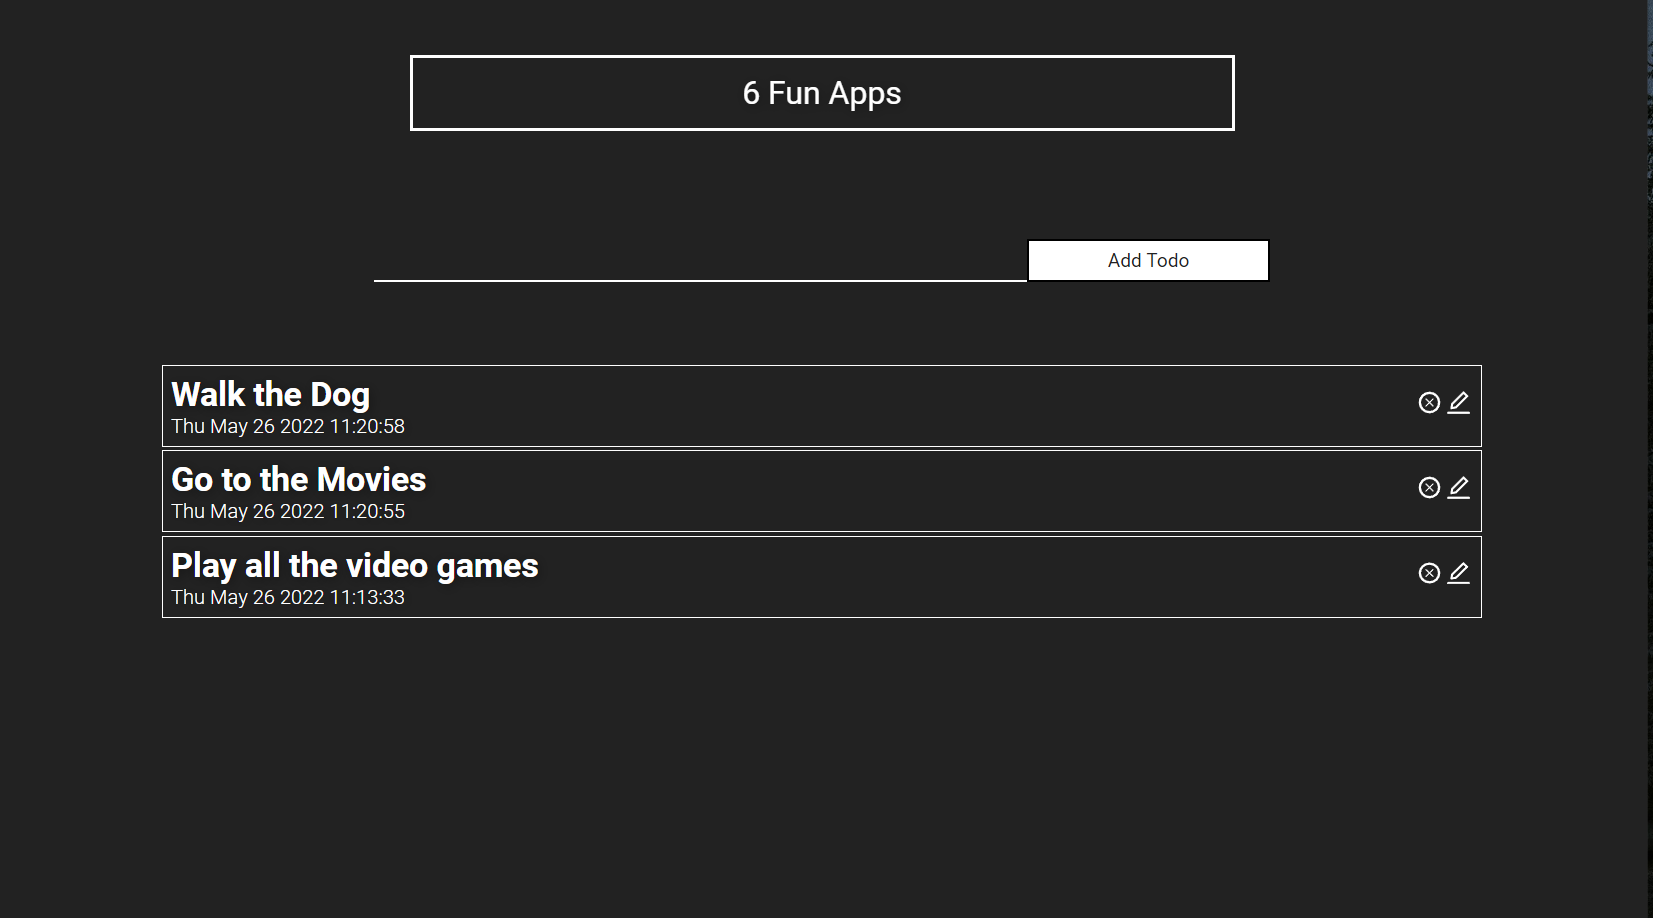 6 Fun Apps
Add Todo
Walk the Dog
Thu May 26 2022 11:20:58
Go to the Movies
Thu May 26 2022 11:20:55
Play all the video games
Thu May 26 2022 11:13:33